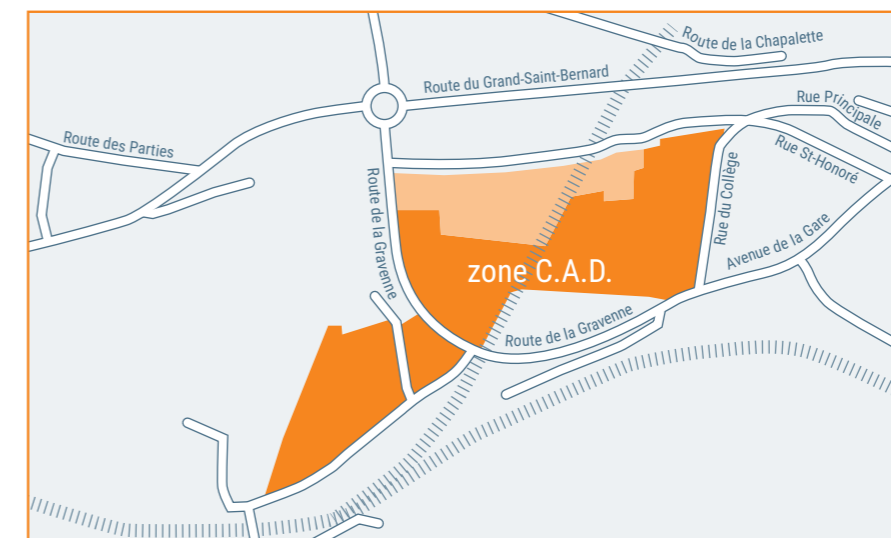 Route de la Chapalette
Route du Grand-Saint-Bernard
Rue Principale
Route des Parties
Rue St-Honoré
Route de la Gravenne
Rue du Collège
Avenue de la Gare
zone C.A.D.
Route de la Gravenne